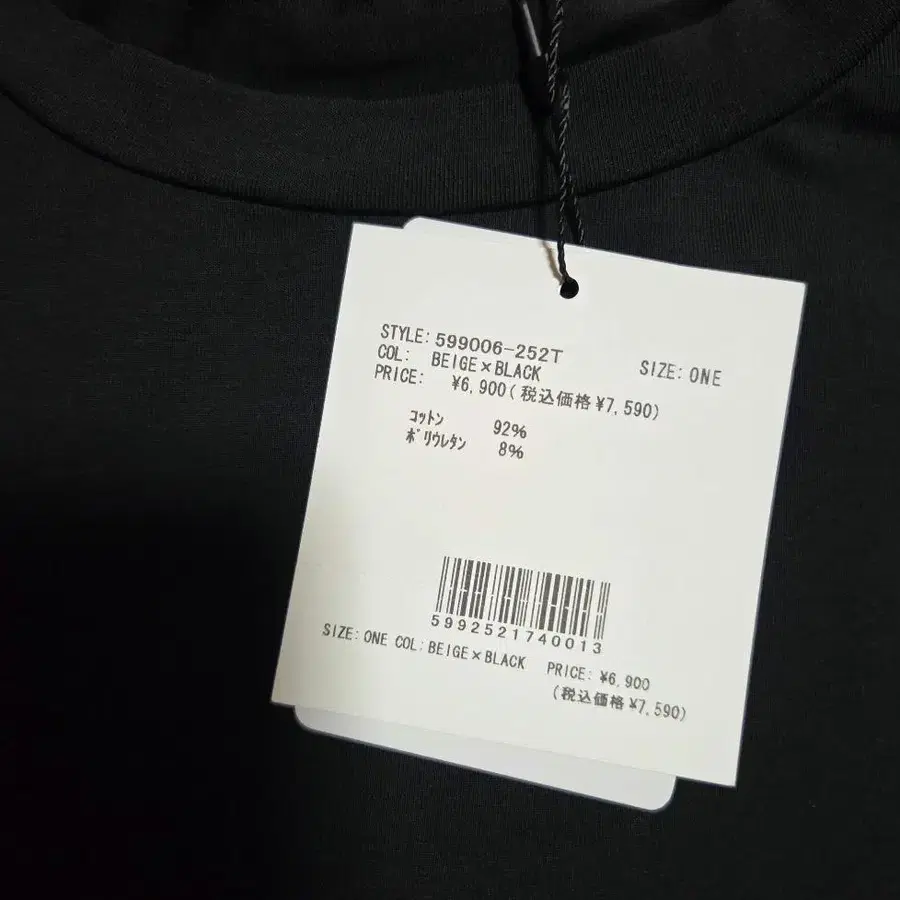 STYLE: 599006-252T SIZE: ONE
COL: BEIGE×BLACK
PRICE: ¥6,900(税込価格¥7,590)
ｺｯﾄﾝ 92%
ﾎﾟﾘｳﾚﾀﾝ 8%
5992521740013
SIZE: ONE COL: BEIGE×BLACK PRICE: ¥6,900
(税込価格¥7,590)